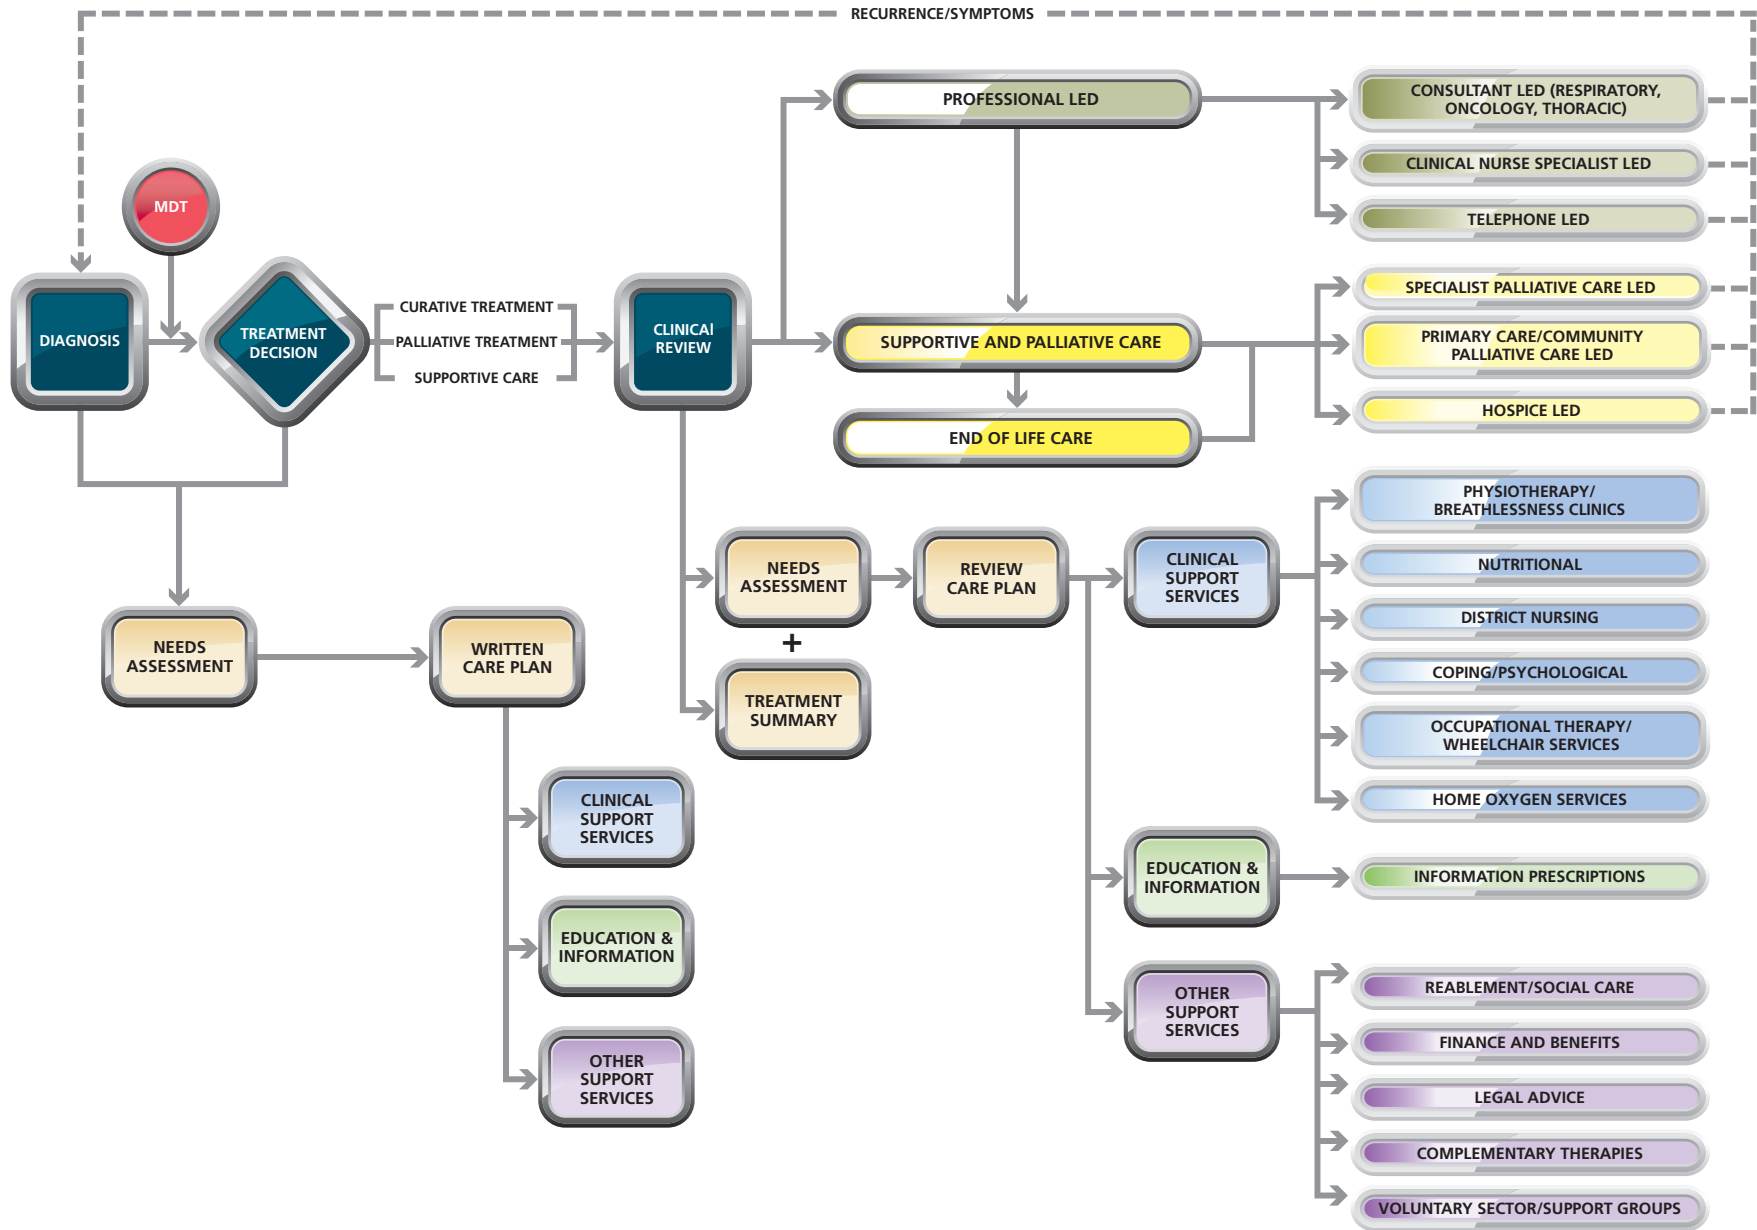 RECURRENCE/SYMPTOMS
PROFESSIONAL LED
CONSULTANT LED (RESPIRATORY,
ONCOLOGY, THORACIC)
CLINICAL NURSE SPECIALIST LED
TELEPHONE LED
MDT
DIAGNOSIS
TREATMENT
DECISION
CURATIVE TREATMENT
PALLIATIVE TREATMENT
SUPPORTIVE CARE
CLINICAl
REVIEW
SUPPORTIVE AND PALLIATIVE CARE
END OF LIFE CARE
SPECIALIST PALLIATIVE CARE LED
PRIMARY CARE/COMMUNITY
PALLIATIVE CARE LED
HOSPICE LED
NEEDS
ASSESSMENT
WRITTEN
CARE PLAN
CLINICAL
SUPPORT
SERVICES
EDUCATION &
INFORMATION
OTHER
SUPPORT
SERVICES
NEEDS
ASSESSMENT
+
TREATMENT
SUMMARY
REVIEW
CARE PLAN
CLINICAL
SUPPORT
SERVICES
PHYSIOTHERAPY/
BREATHLESSNESS CLINICS
NUTRITIONAL
DISTRICT NURSING
COPING/PSYCHOLOGICAL
OCCUPATIONAL THERAPY/
WHEELCHAIR SERVICES
HOME OXYGEN SERVICES
EDUCATION &
INFORMATION
INFORMATION PRESCRIPTIONS
OTHER
SUPPORT
SERVICES
REABLEMENT/SOCIAL CARE
FINANCE AND BENEFITS
LEGAL ADVICE
COMPLEMENTARY THERAPIES
VOLUNTARY SECTOR/SUPPORT GROUPS